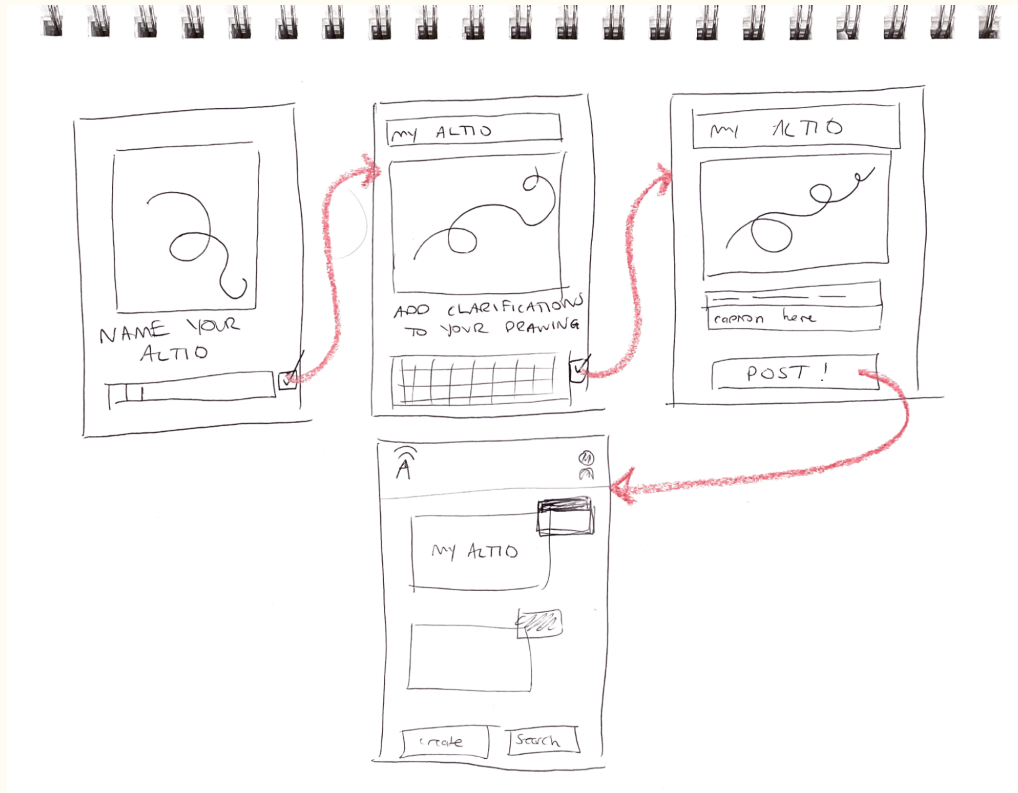 NAME YOUR
ALTIO
MY ALTIO
ADD CLARIFICATIONS
TO YOUR DRAWING
MY ALTIO
caption here
POST!
A
MY ALTIO
create
Search